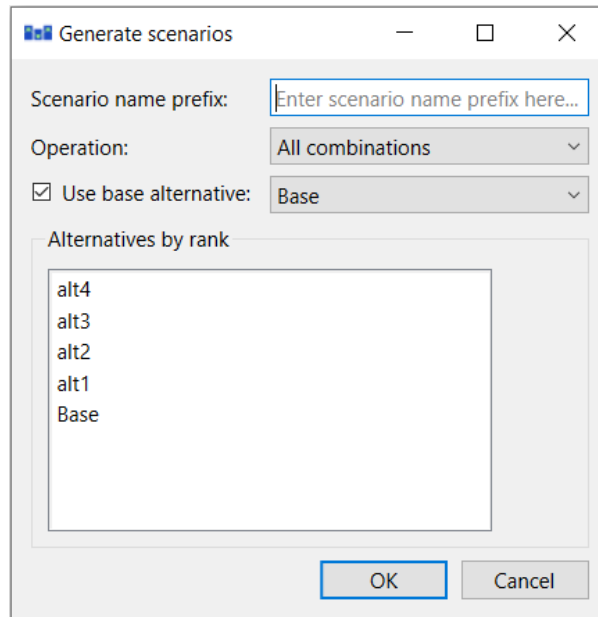 Generate scenarios
Scenario name prefix:
Enter scenario name prefix here...
Operation:
All combinations
Use base alternative:
Base
Alternatives by rank
alt4
alt3
alt2
alt1
Base
OK
Cancel